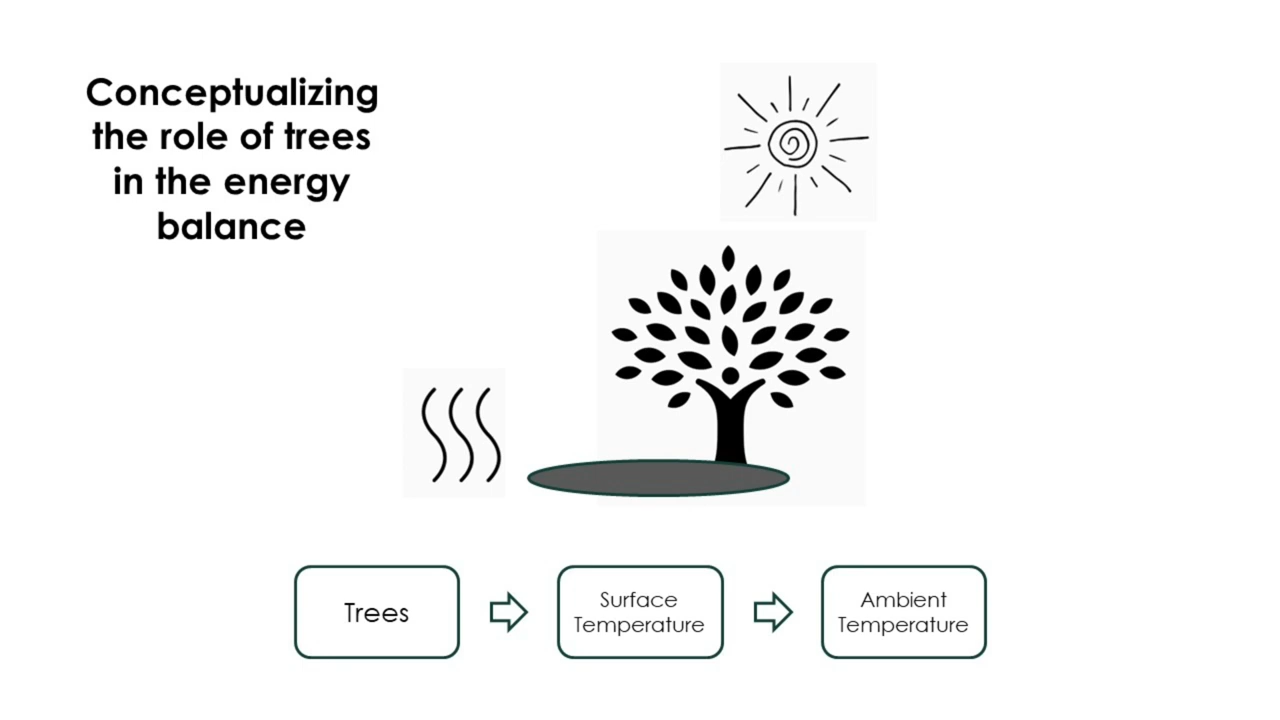 Conceptualizing
the role of trees
in the energy
balance
Trees
Surface
Temperature
Ambient
Temperature